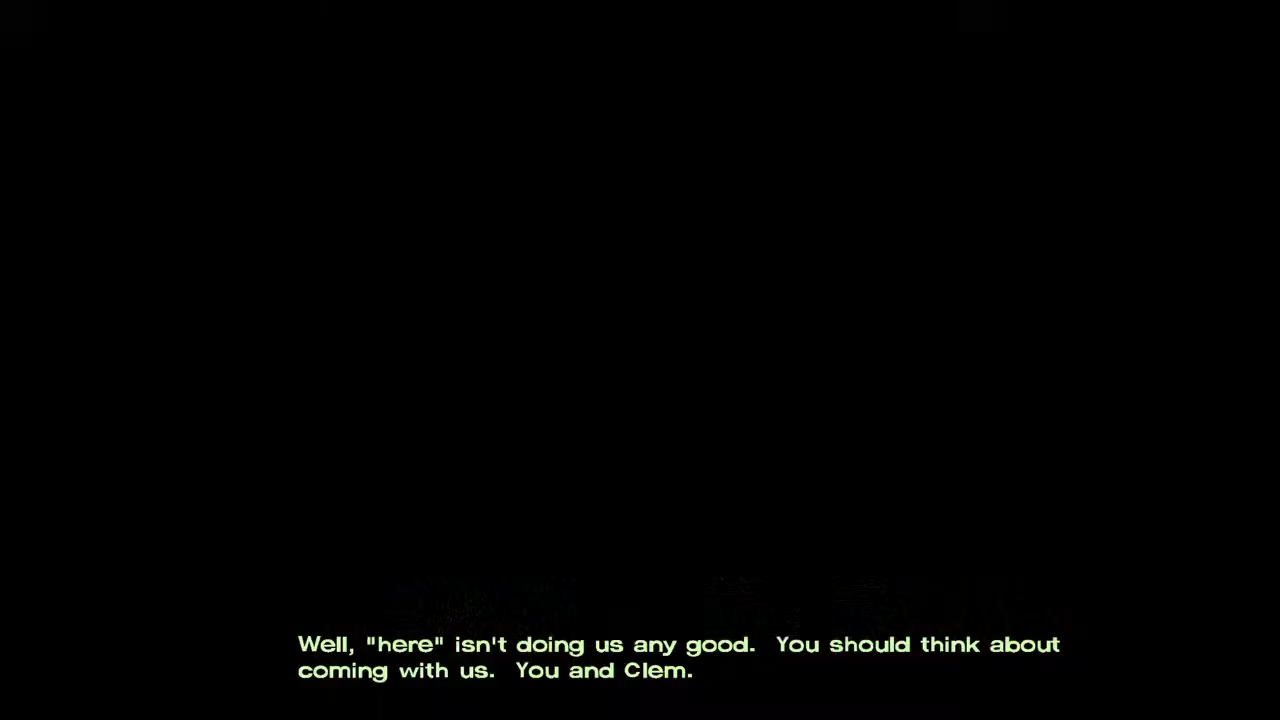 Well, "here" isn't doing us any good.  You should think about
coming with us.  You and Clem.